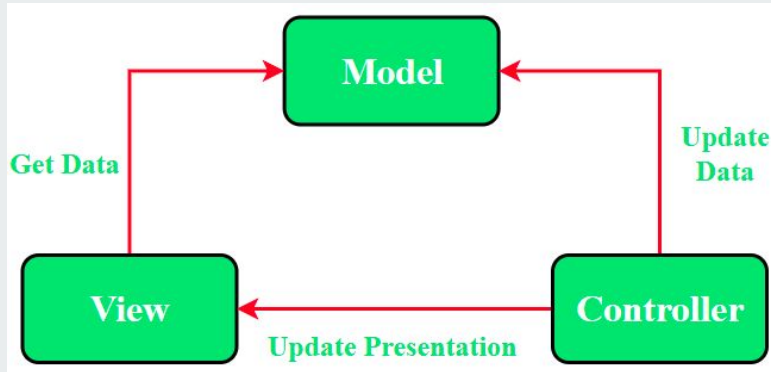 Model
Get Data
Update
Data
View
Controller
Update Presentation